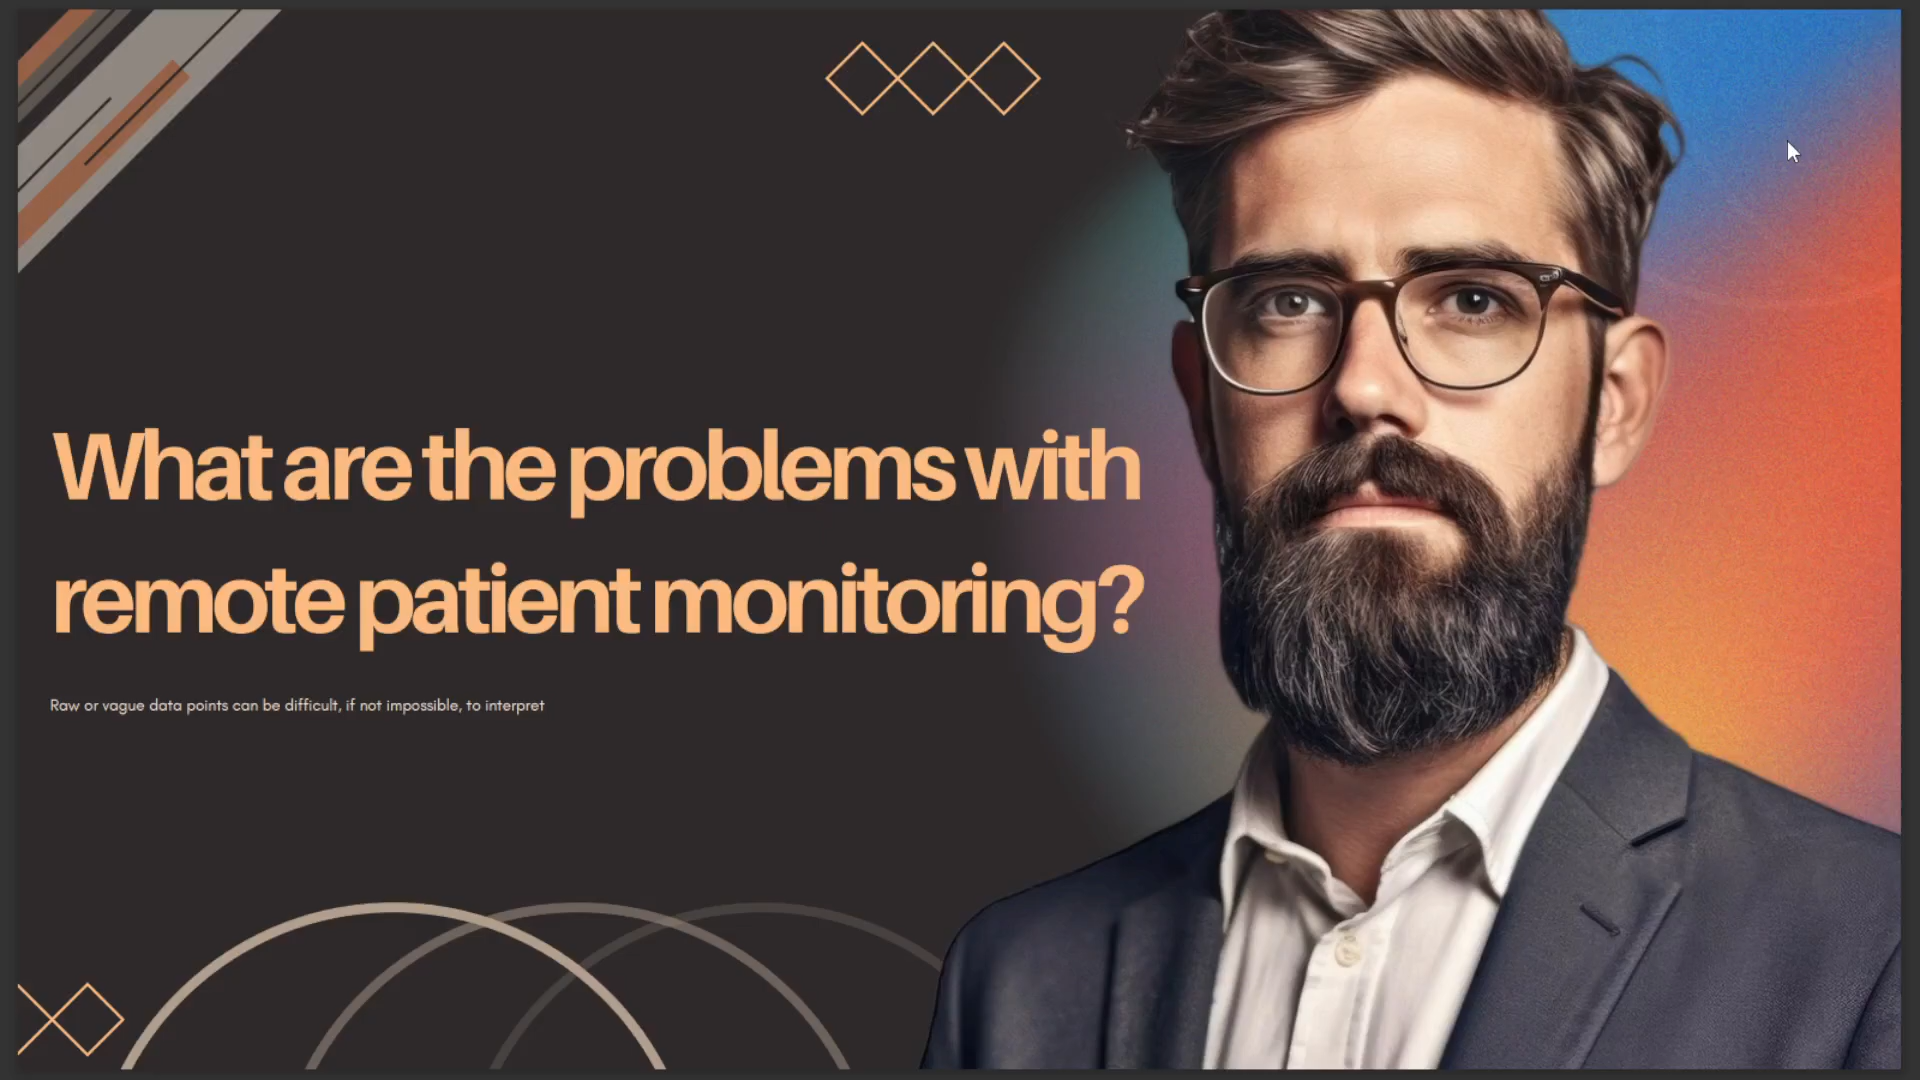 What are the problems with
remote patient monitoring?
Raw or vague data points can be difficult, if not impossible, to interpret